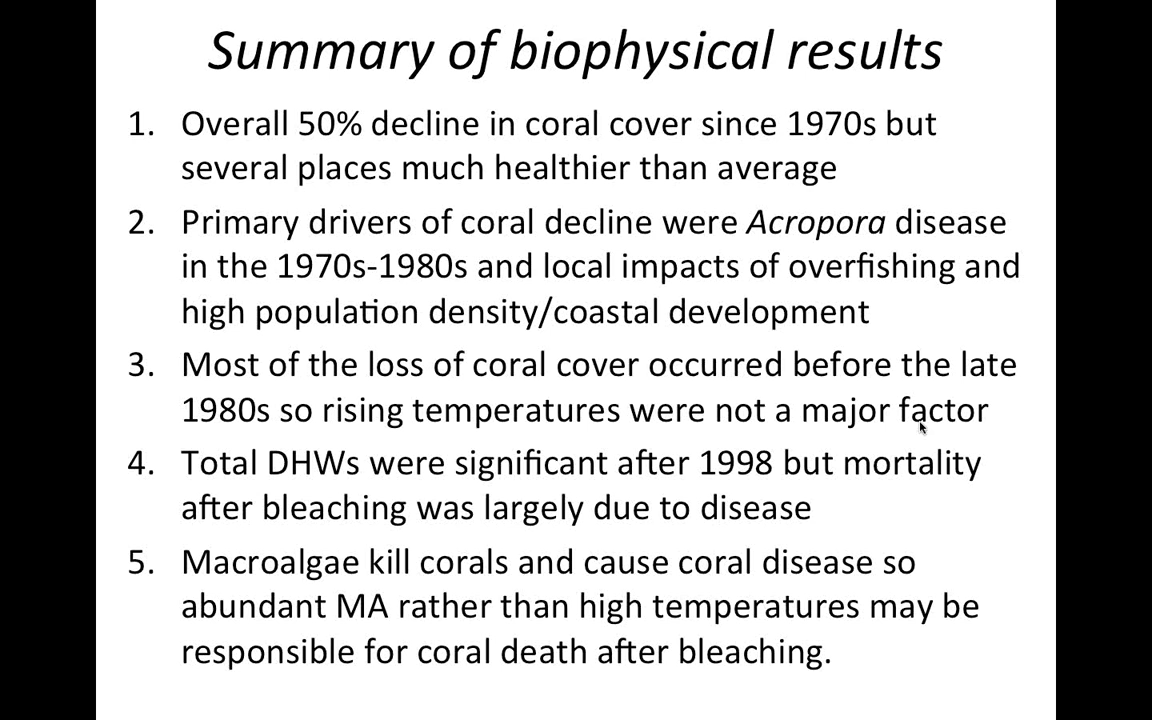 Summary of biophysical results
1. Overall 50% decline in coral cover since 1970s but
several places much healthier than average
2. Primary drivers of coral decline were Acropora disease
in the 1970s-1980s and local impacts of overfishing and
high population density/coastal development
3. Most of the loss of coral cover occurred before the late
1980s so rising temperatures were not a major factor
4. Total DHWs were significant after 1998 but mortality
after bleaching was largely due to disease
5. Macroalgae kill corals and cause coral disease so
abundant MA rather than high temperatures may be
responsible for coral death after bleaching.